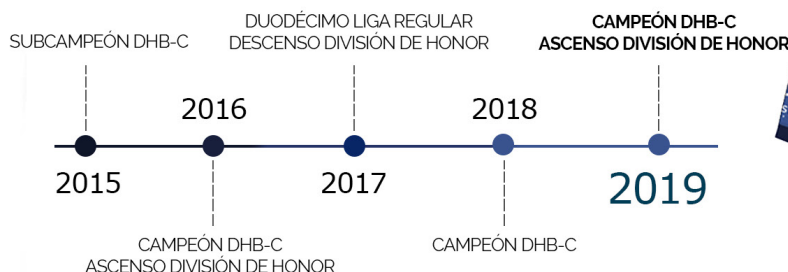 SUBCAMPEÓN DHB-C
2015
2016
CAMPEÓN DHB-C
ASCENSO DIVISIÓN DE HONOR
DUODÉCIMO LIGA REGULAR
DESCENSO DIVISIÓN DE HONOR
2017
2018
CAMPEÓN DHB-C
CAMPEÓN DHB-C
ASCENSO DIVISIÓN DE HONOR
2019